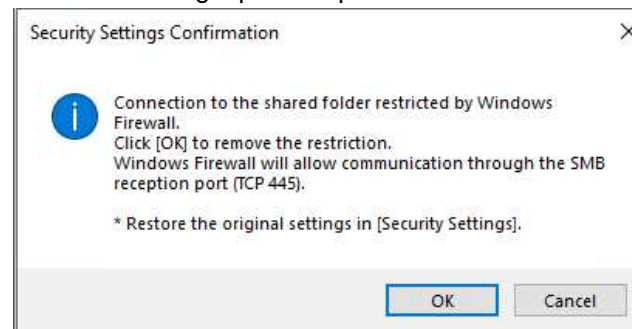 Security Settings Confirmation
Connection to the shared folder restricted by Windows
Firewall.
Click [OK] to remove the restriction.
Windows Firewall will allow communication through the SMB
reception port (TCP 445).
* Restore the original settings in [Security Settings].
OK
Cancel